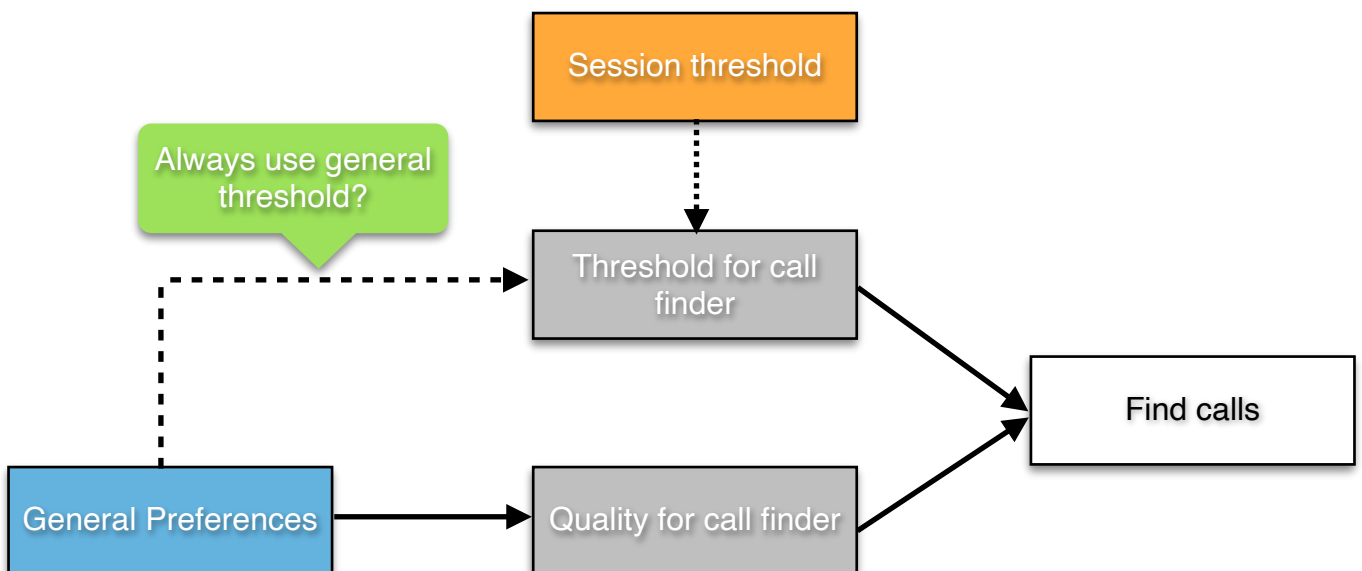 Session threshold
Always use general
threshold?
Threshold for call
finder
Find calls
General Preferences
Quality for call finder